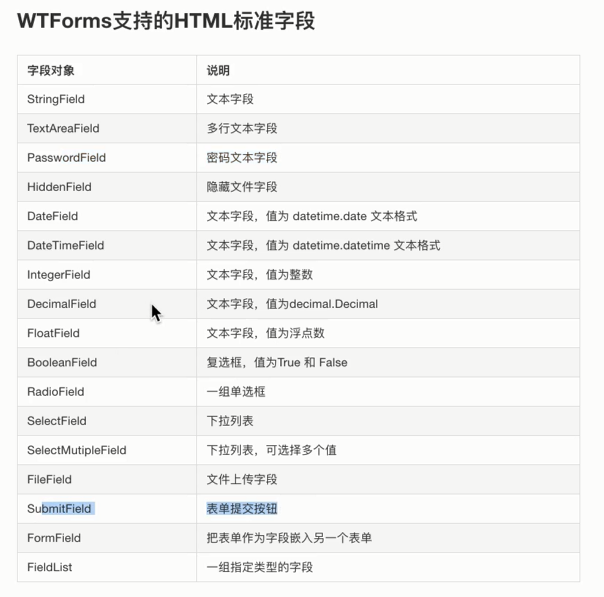 WTForms支持的HTML标准字段
字段对象 说明
StringField 文本字段
TextAreaField 多行文本字段
PasswordField 密码文本字段
HiddenField 隐藏文件字段
DateField 文本字段，值为 datetime.date 文本格式
DateTimeField 文本字段，值为 datetime.datetime 文本格式
IntegerField 文本字段，值为整数
DecimalField 文本字段，值为decimal.Decimal
FloatField 文本字段，值为浮点数
BooleanField 复选框，值为True 和 False
RadioField 一组单选框
SelectField 下拉列表
SelectMutipleField 下拉列表，可选择多个值
FileField 文件上传字段
SubmitField 表单提交按钮
FormField 把表单作为字段嵌入另一个表单
FieldList 一组指定类型的字段